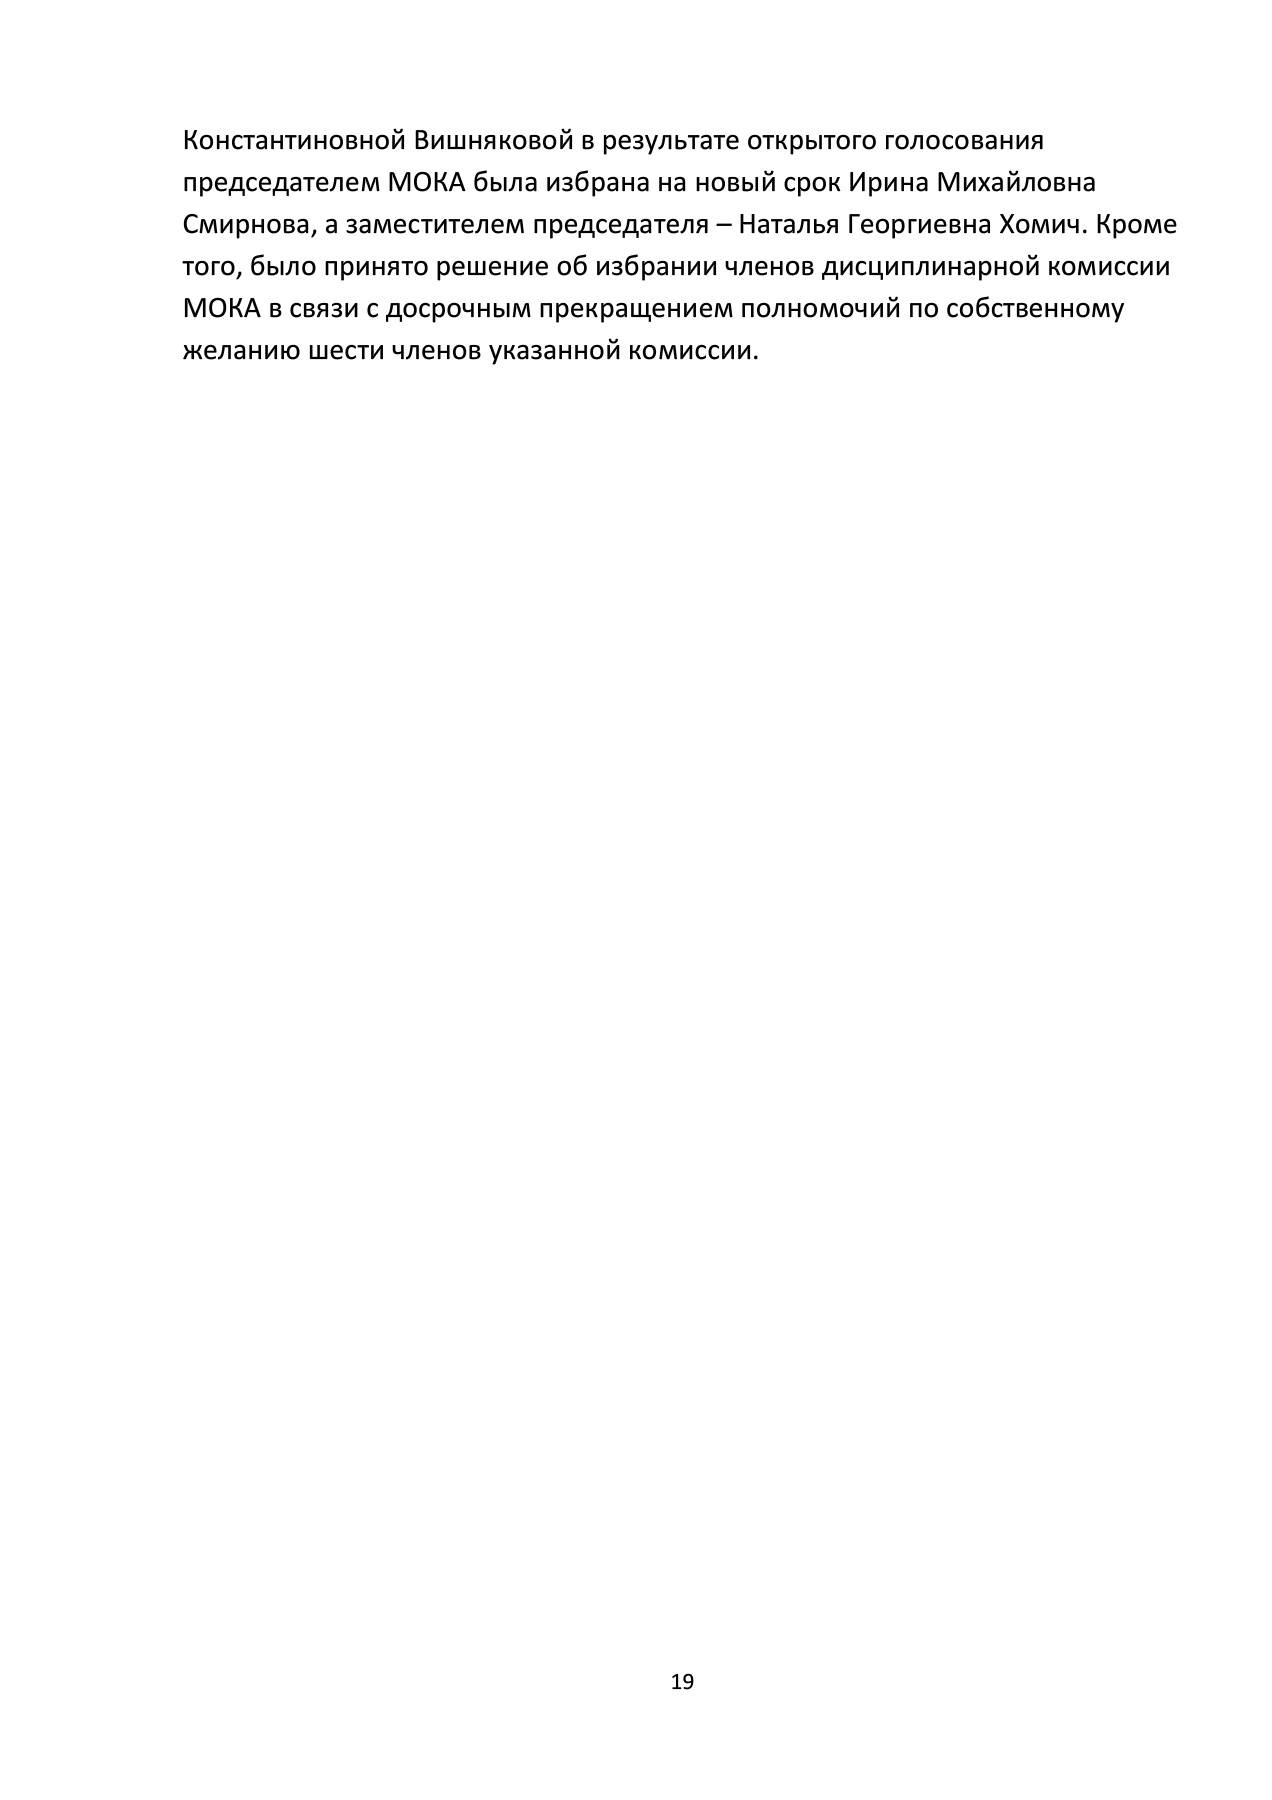 Константиновной Вишняковой в результате открытого голосования
председателем МОКА была избрана на новый срок Ирина Михайловна
Смирнова, а заместителем председателя – Наталья Георгиевна Хомич. Кроме
того, было принято решение об избрании членов дисциплинарной комиссии
МОКА в связи с досрочным прекращением полномочий по собственному
желанию шести членов указанной комиссии.
19